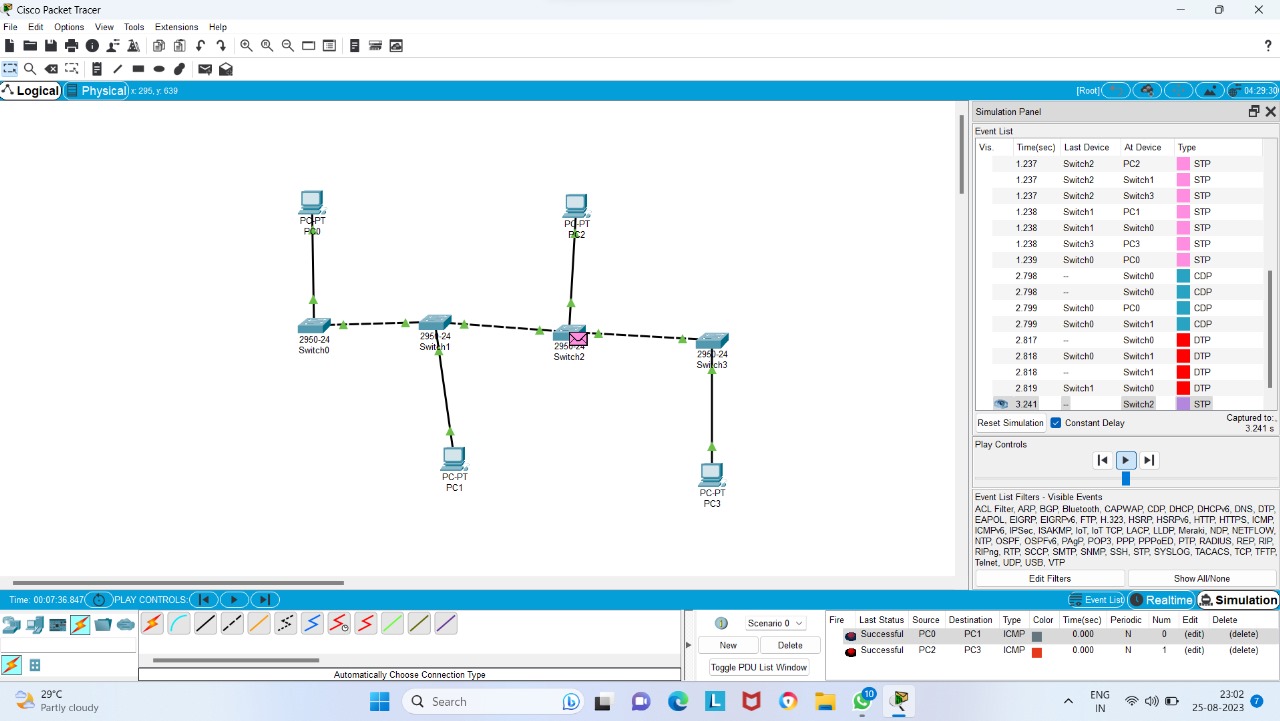 Cisco Packet Tracer
File Edit Options View Tools Extensions Help
?
Logical Physical x: 295, y: 639 [Root] 04:29:30
Simulation Panel
Event List
Vis. Time(sec) Last Device At Device Type
1.237 Switch2 PC2 STP
1.237 Switch2 Switch1 STP
1.237 Switch2 Switch3 STP
1.238 Switch1 PC1 STP
1.238 Switch1 Switch0 STP
1.238 Switch3 PC3 STP
1.239 Switch0 PC0 STP
2.798 -- Switch0 CDP
2.798 -- Switch0 CDP
2.799 Switch0 PC0 CDP
2.799 Switch0 Switch1 CDP
2.817 -- Switch0 DTP
2.818 Switch0 Switch1 DTP
2.818 -- Switch1 DTP
2.819 Switch1 Switch0 DTP
3.241 -- Switch2 STP
Reset Simulation Constant Delay Captured to:
3.241 s
Play Controls
Event List Filters - Visible Events
ACL Filter, ARP, BGP, Bluetooth, CAPWAP, CDP, DHCP, DHCPv6, DNS, DTP,
EAPOL, EIGRP, EIGRPv6, FTP, H.323, HSRP, HSRPv6, HTTP, HTTPS, ICMP,
ICMPv6, IPSec, ISAKMP, IoT, IoT TCP, LACP, LLDP, Meraki, NDP, NETFLOW,
NTP, OSPF, OSPFv6, PAgP, POP3, PPP, PPPoED, PTP, RADIUS, REP, RIP,
RIPng, RTP, SCCP, SMTP, SNMP, SSH, STP, SYSLOG, TACACS, TCP, TFTP,
Telnet, UDP, USB, VTP
Edit Filters Show All/None
PC-PT
PC0
PC-PT
PC2
2950-24
Switch0
2950-24
Switch1
2950-24
Switch2
2950-24
Switch3
PC-PT
PC1
PC-PT
PC3
Time: 00:07:36.847 PLAY CONTROLS: Event List Realtime Simulation
Automatically Choose Connection Type
Scenario 0
New Delete
Toggle PDU List Window
Fire Last Status Source Destination Type Color Time(sec) Periodic Num Edit Delete
Successful PC0 PC1 ICMP 0.000 N 0 (edit) (delete)
Successful PC2 PC3 ICMP 0.000 N 1 (edit) (delete)
29°C
Partly cloudy
Search
L
10
ENG
IN
23:02
25-08-2023
7